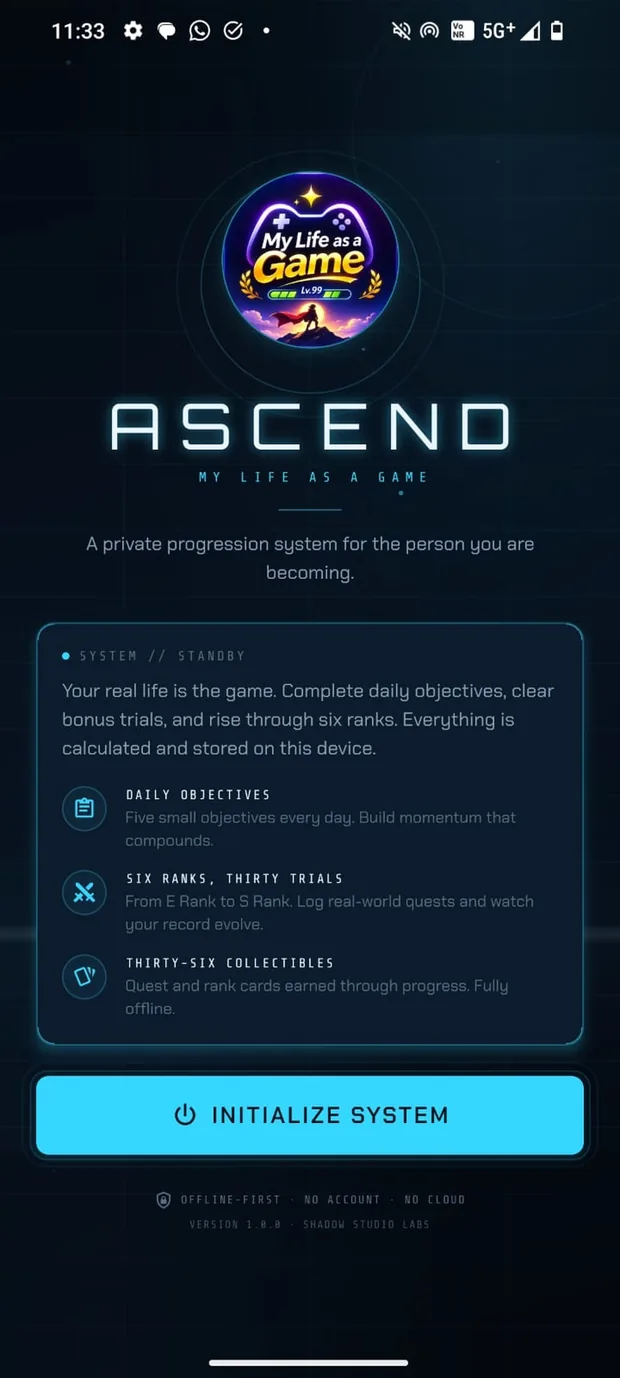 11:33
Vo NR 5G+
My Life as a
Game
Lv.99
ASCEND
MY LIFE AS A GAME
A private progression system for the person you are
becoming.
SYSTEM // STANDBY
Your real life is the game. Complete daily objectives, clear
bonus trials, and rise through six ranks. Everything is
calculated and stored on this device.
DAILY OBJECTIVES
Five small objectives every day. Build momentum that
compounds.
SIX RANKS, THIRTY TRIALS
From E Rank to S Rank. Log real-world quests and watch
your record evolve.
THIRTY-SIX COLLECTIBLES
Quest and rank cards earned through progress. Fully
offline.
INITIALIZE SYSTEM
OFFLINE-FIRST · NO ACCOUNT · NO CLOUD
VERSION 1.0.0 · SHADOW STUDIO LABS